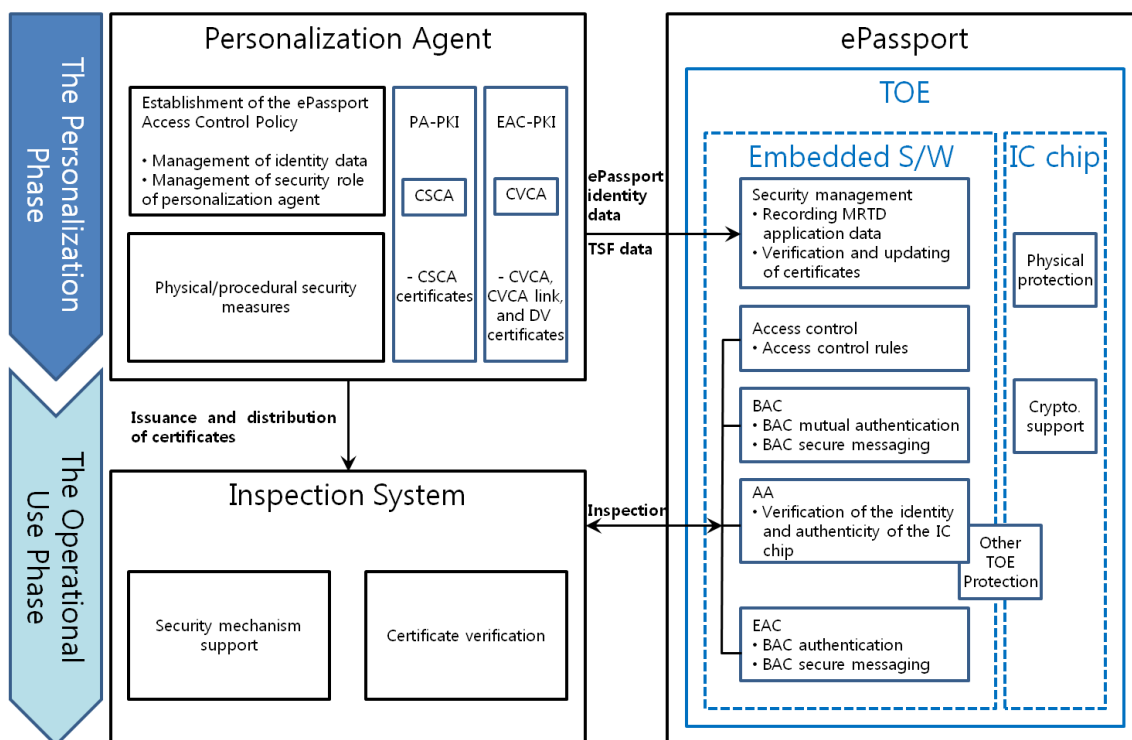 The Personalization
Phase
The Operational
Use Phase
Personalization Agent
Establishment of the ePassport
Access Control Policy
• Management of identity data
• Management of security role
of personalization agent
Physical/procedural security
measures
PA-PKI
CSCA
- CSCA
certificates
EAC-PKI
CVCA
- CVCA,
CVCA link,
and DV
certificates
Issuance and distribution
of certificates
Inspection System
Security mechanism
support
Certificate verification
ePassport
identity
data
TSF data
Inspection
ePassport
TOE
Embedded S/W
Security management
• Recording MRTD
application data
• Verification and updating
of certificates
Access control
• Access control rules
BAC
• BAC mutual authentication
• BAC secure messaging
AA
• Verification of the identity
and authenticity of the IC
chip
EAC
• BAC authentication
• BAC secure messaging
IC chip
Physical
protection
Crypto.
support
Other
TOE
Protection